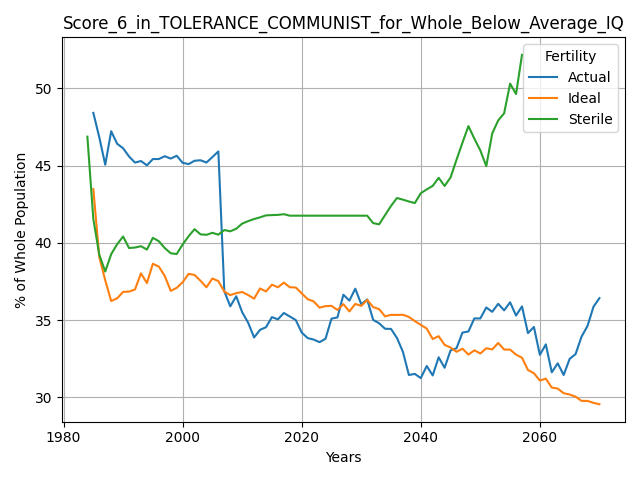 Score_6_in_TOLERANCE_COMMUNIST_for_Whole_Below_Average_IQ
Fertility
Actual
Ideal
Sterile
50
45
40
35
30
% of Whole Population
1980
2000
2020
2040
2060
Years